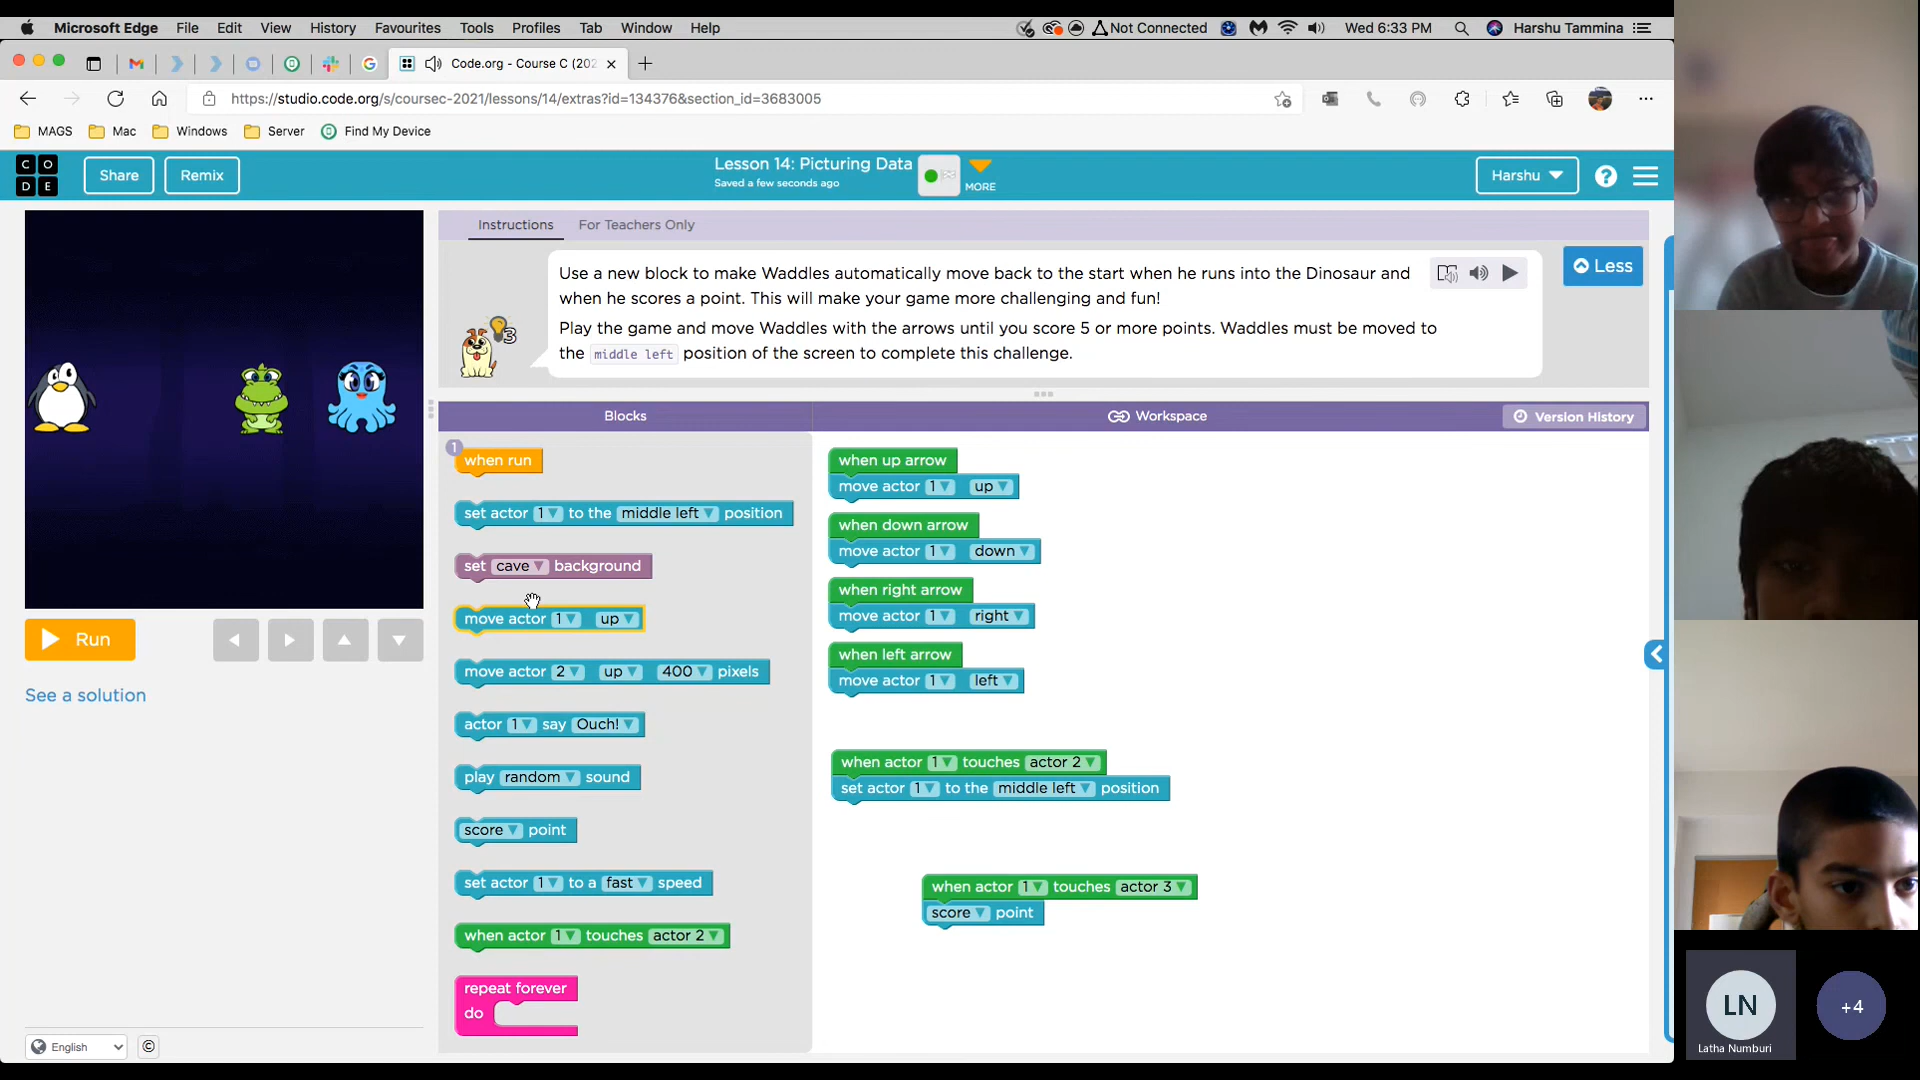 Microsoft Edge File Edit View History Favourites Tools Profiles Tab Window Help Not Connected Wed 6:33 PM Harshu Tammina
Code.org - Course C (202
https://studio.code.org/s/coursec-2021/lessons/14/extras?id=134376&section_id=3683005
MAGS Mac Windows Server Find My Device
C O D E
Share Remix
Lesson 14: Picturing Data
Saved a few seconds ago
MORE
Harshu
Instructions For Teachers Only
Use a new block to make Waddles automatically move back to the start when he runs into the Dinosaur and
when he scores a point. This will make your game more challenging and fun!
Play the game and move Waddles with the arrows until you score 5 or more points. Waddles must be moved to
the middle left position of the screen to complete this challenge.
Less
3
Run
See a solution
English
©
Blocks
1
when run
set actor 1 to the middle left position
set cave background
move actor 1 up
move actor 2 up 400 pixels
actor 1 say Ouch!
play random sound
score point
set actor 1 to a fast speed
when actor 1 touches actor 2
repeat forever
do
Workspace
Version History
when up arrow
move actor 1 up
when down arrow
move actor 1 down
when right arrow
move actor 1 right
when left arrow
move actor 1 left
when actor 1 touches actor 2
set actor 1 to the middle left position
when actor 1 touches actor 3
score point
LN
Latha Numburi
+4